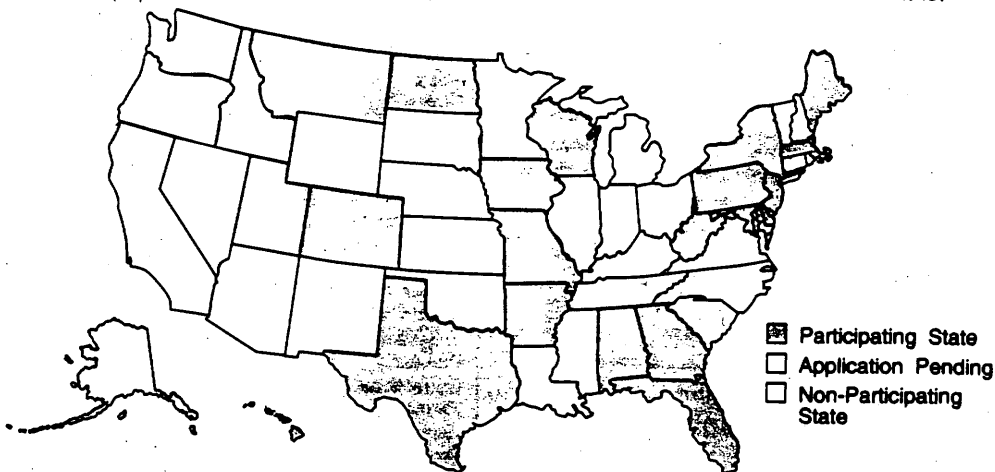 Participating State
Application Pending
Non-Participating
State